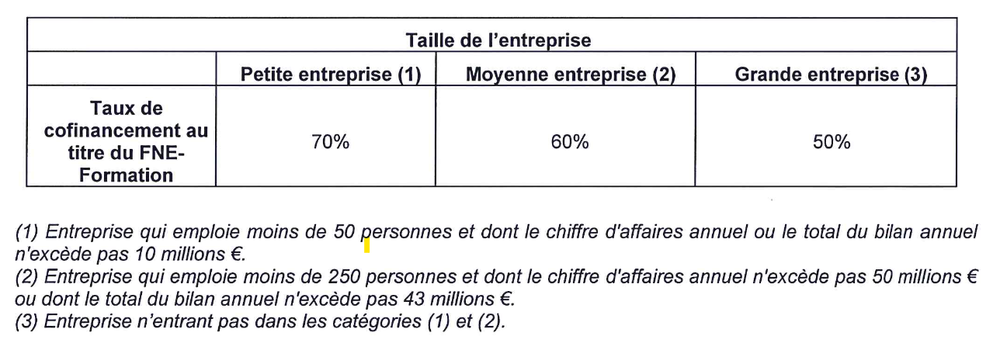 Taille de l’entreprise
Petite entreprise (1) Moyenne entreprise (2) Grande entreprise (3)
Taux de
cofinancement au
titre du FNE-
Formation
70% 60% 50%
(1) Entreprise qui emploie moins de 50 personnes et dont le chiffre d'affaires annuel ou le total du bilan annuel
n'excède pas 10 millions €.
(2) Entreprise qui emploie moins de 250 personnes et dont le chiffre d'affaires annuel n'excède pas 50 millions €
ou dont le total du bilan annuel n'excède pas 43 millions €.
(3) Entreprise n’entrant pas dans les catégories (1) et (2).